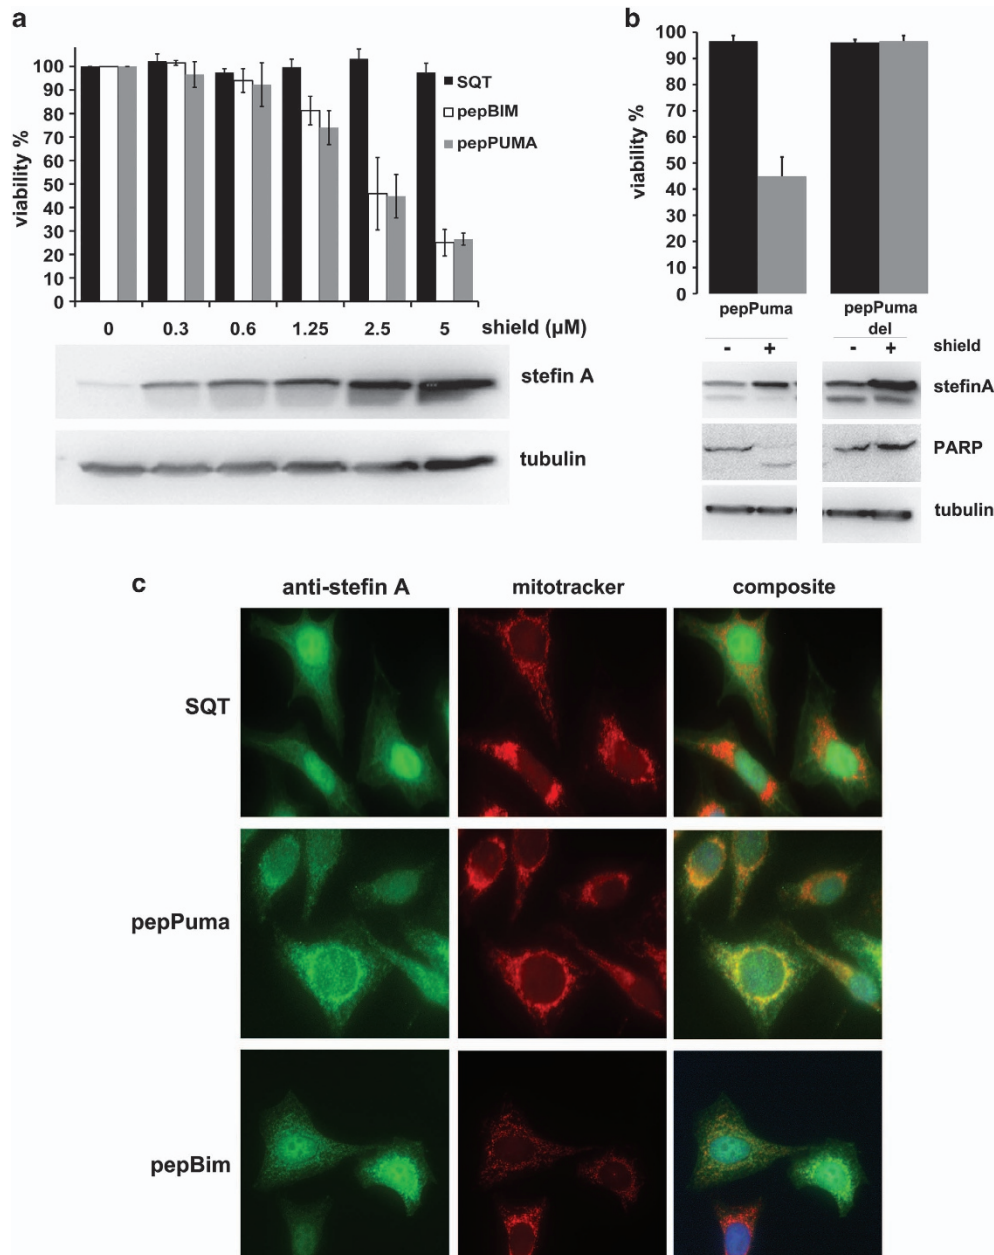 a
viability %
100
90
80
70
60
50
40
30
20
10
0
SQT
pepBIM
pepPUMA
0 0.3 0.6 1.25 2.5 5 shield (µM)
stefin A
tubulin
b
viability %
100
90
80
70
60
50
40
30
20
10
0
pepPuma pepPuma
del
- + - + shield
stefinA
PARP
tubulin
c
anti-stefin A mitotracker composite
SQT
pepPuma
pepBim